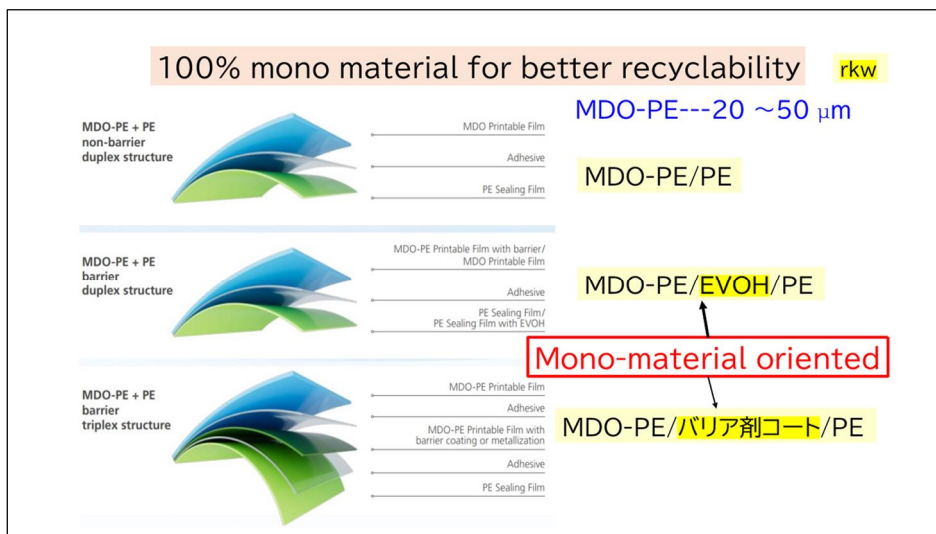 100% mono material for better recyclability
rkw
MDO-PE---20 ～50 μm
MDO-PE + PE
non-barrier
duplex structure
MDO Printable Film
Adhesive
PE Sealing Film
MDO-PE/PE
MDO-PE + PE
barrier
duplex structure
MDO-PE Printable Film with barrier/
MDO Printable Film
Adhesive
PE Sealing Film/
PE Sealing Film with EVOH
MDO-PE/EVOH/PE
Mono-material oriented
MDO-PE + PE
barrier
triplex structure
MDO-PE Printable Film
Adhesive
MDO-PE Printable Film with
barrier coating or metallization
Adhesive
PE Sealing Film
MDO-PE/バリア剤コート/PE